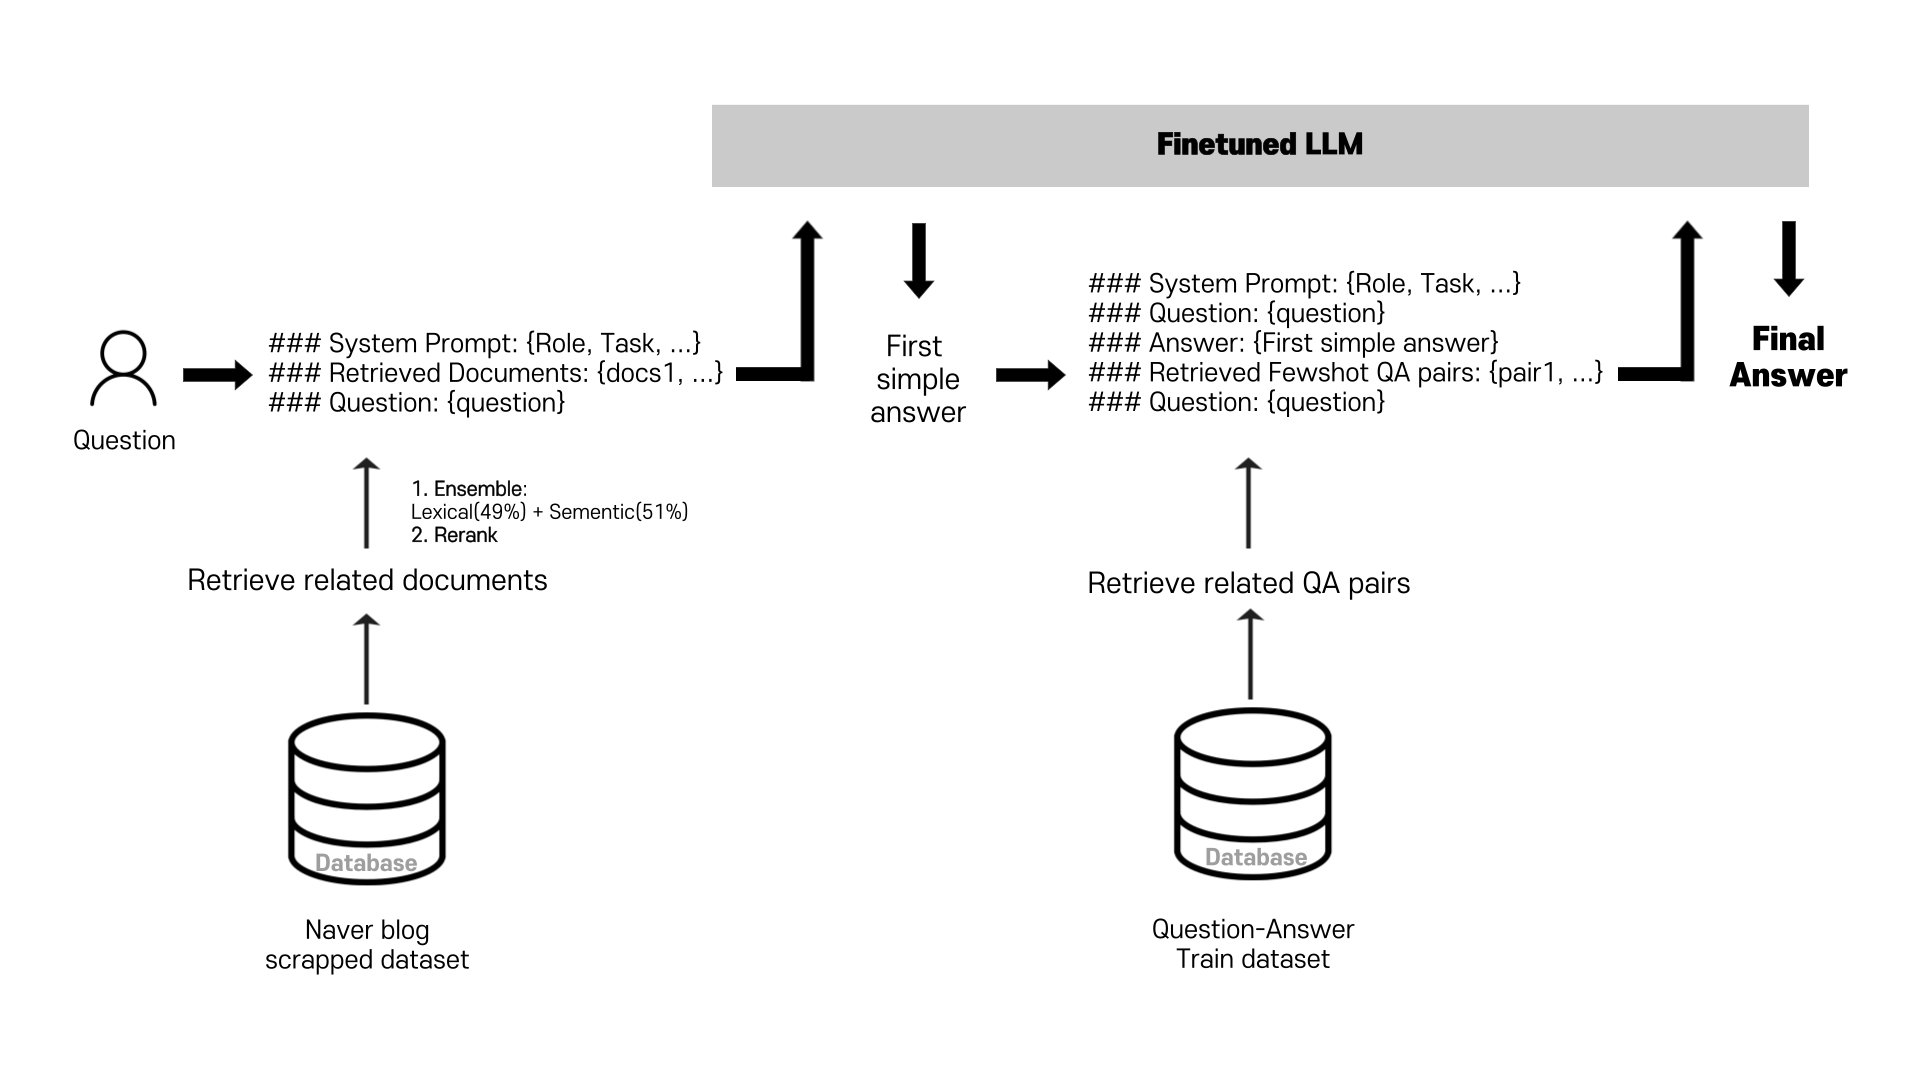 Finetuned LLM
Question
### System Prompt: {Role, Task, ...}
### Retrieved Documents: {docs1, ...}
### Question: {question}
1. Ensemble:
Lexical(49%) + Sementic(51%)
2. Rerank
Retrieve related documents
Database
Naver blog
scrapped dataset
First
simple
answer
### System Prompt: {Role, Task, ...}
### Question: {question}
### Answer: {First simple answer}
### Retrieved Fewshot QA pairs: {pair1, ...}
### Question: {question}
Retrieve related QA pairs
Database
Question-Answer
Train dataset
Final
Answer